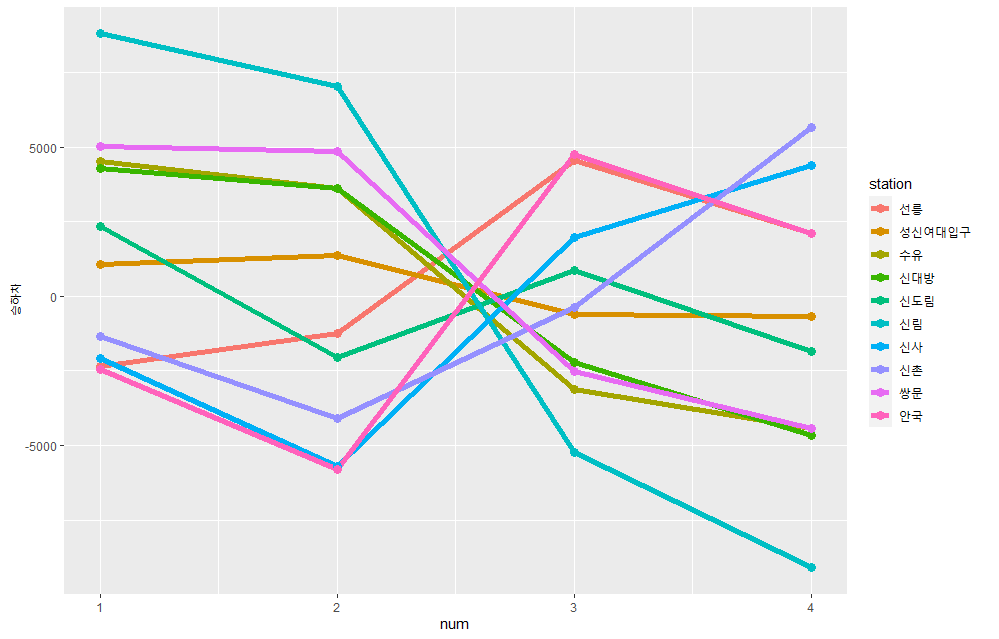 5000
0
-5000
승하차
1
2
3
4
num
station
선릉
성신여대입구
수유
신대방
신도림
신림
신사
신촌
쌍문
안국